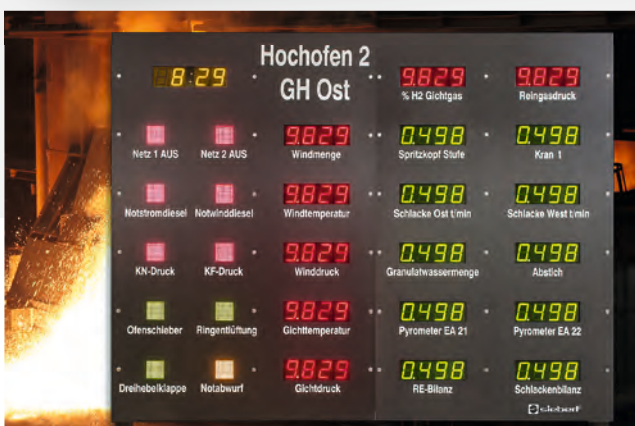 Hochofen 2
GH Ost
8:29
9.829
9.829
% H2 Gichtgas
Reingasdruck
9.829
0.498
0.498
Netz 1 AUS
Netz 2 AUS
Windmenge
Spritzkopf Stufe
Kran 1
9.829
0.498
0.498
Notstromdiesel
Notwinddiesel
Windtemperatur
Schlacke Ost t/min
Schlacke West t/min
9.829
0.498
0.498
KN-Druck
KF-Druck
Winddruck
Granulatwassermenge
Abstich
9.829
0.498
0.498
Ofenschieber
Ringentlüftung
Gichttemperatur
Pyrometer EA 21
Pyrometer EA 22
9.829
0.498
0.498
Dreihebelklappe
Notabwurf
Gichtdruck
RE-Bilanz
Schlackenbilanz
siebert